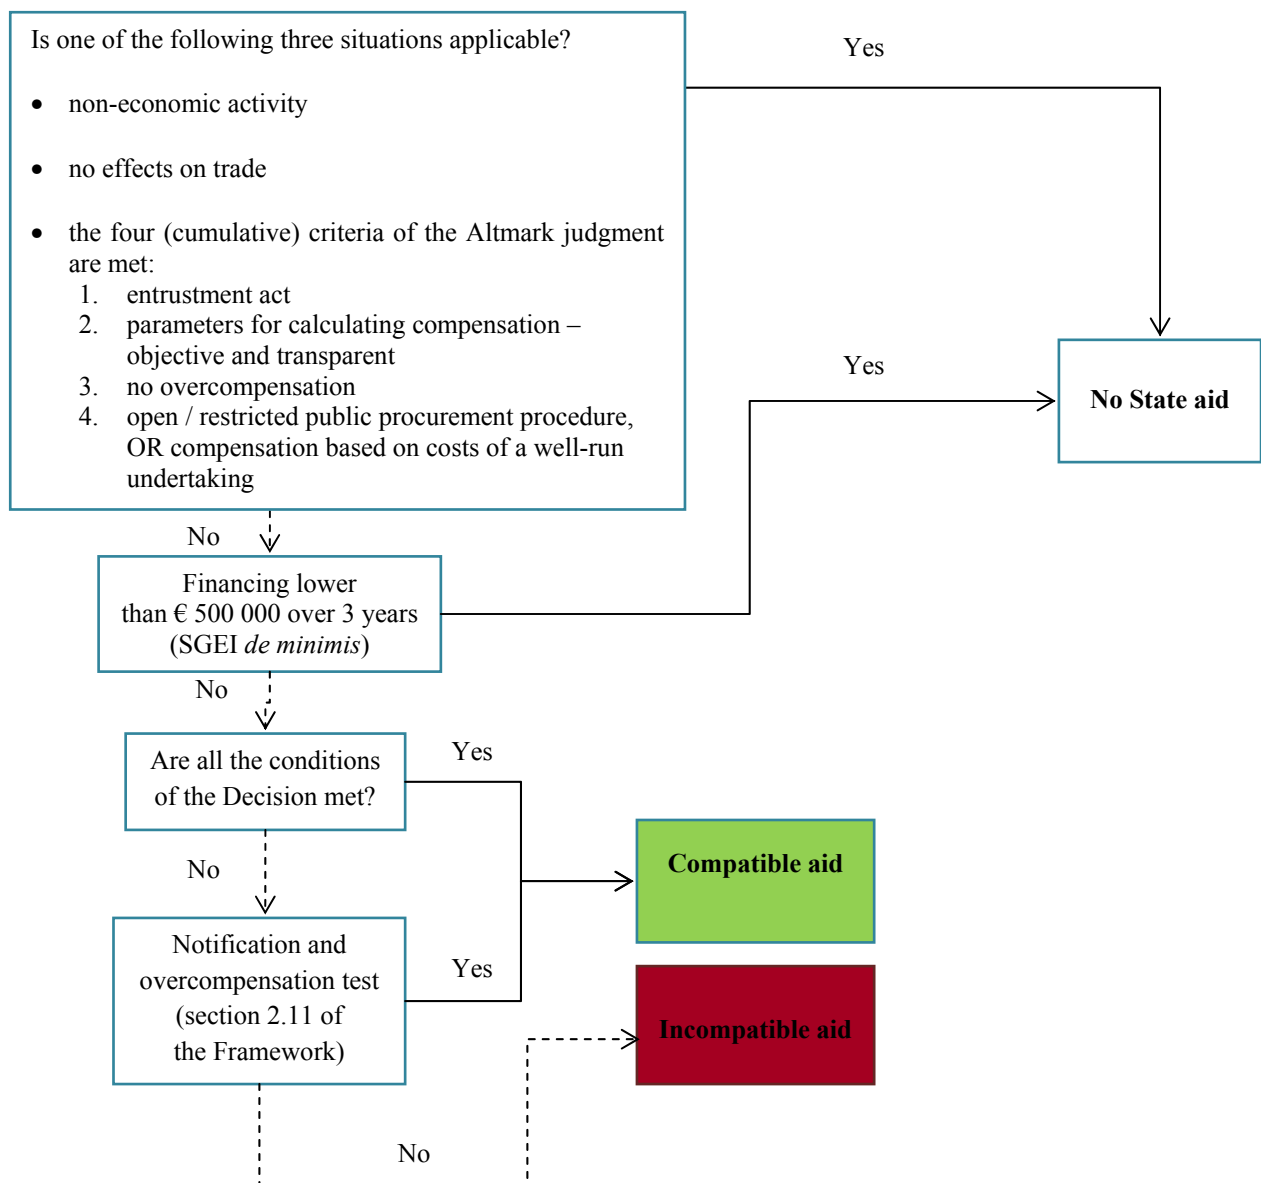 Is one of the following three situations applicable?
Yes
• non-economic activity
• no effects on trade
• the four (cumulative) criteria of the Altmark judgment
are met:
1. entrustment act
2. parameters for calculating compensation –
objective and transparent
3. no overcompensation
4. open / restricted public procurement procedure,
OR compensation based on costs of a well-run
undertaking
Yes
No State aid
No
Financing lower
than € 500 000 over 3 years
(SGEI de minimis)
No
Are all the conditions
of the Decision met?
Yes
Compatible aid
No
Notification and
overcompensation test
(section 2.11 of
the Framework)
Yes
Incompatible aid
No